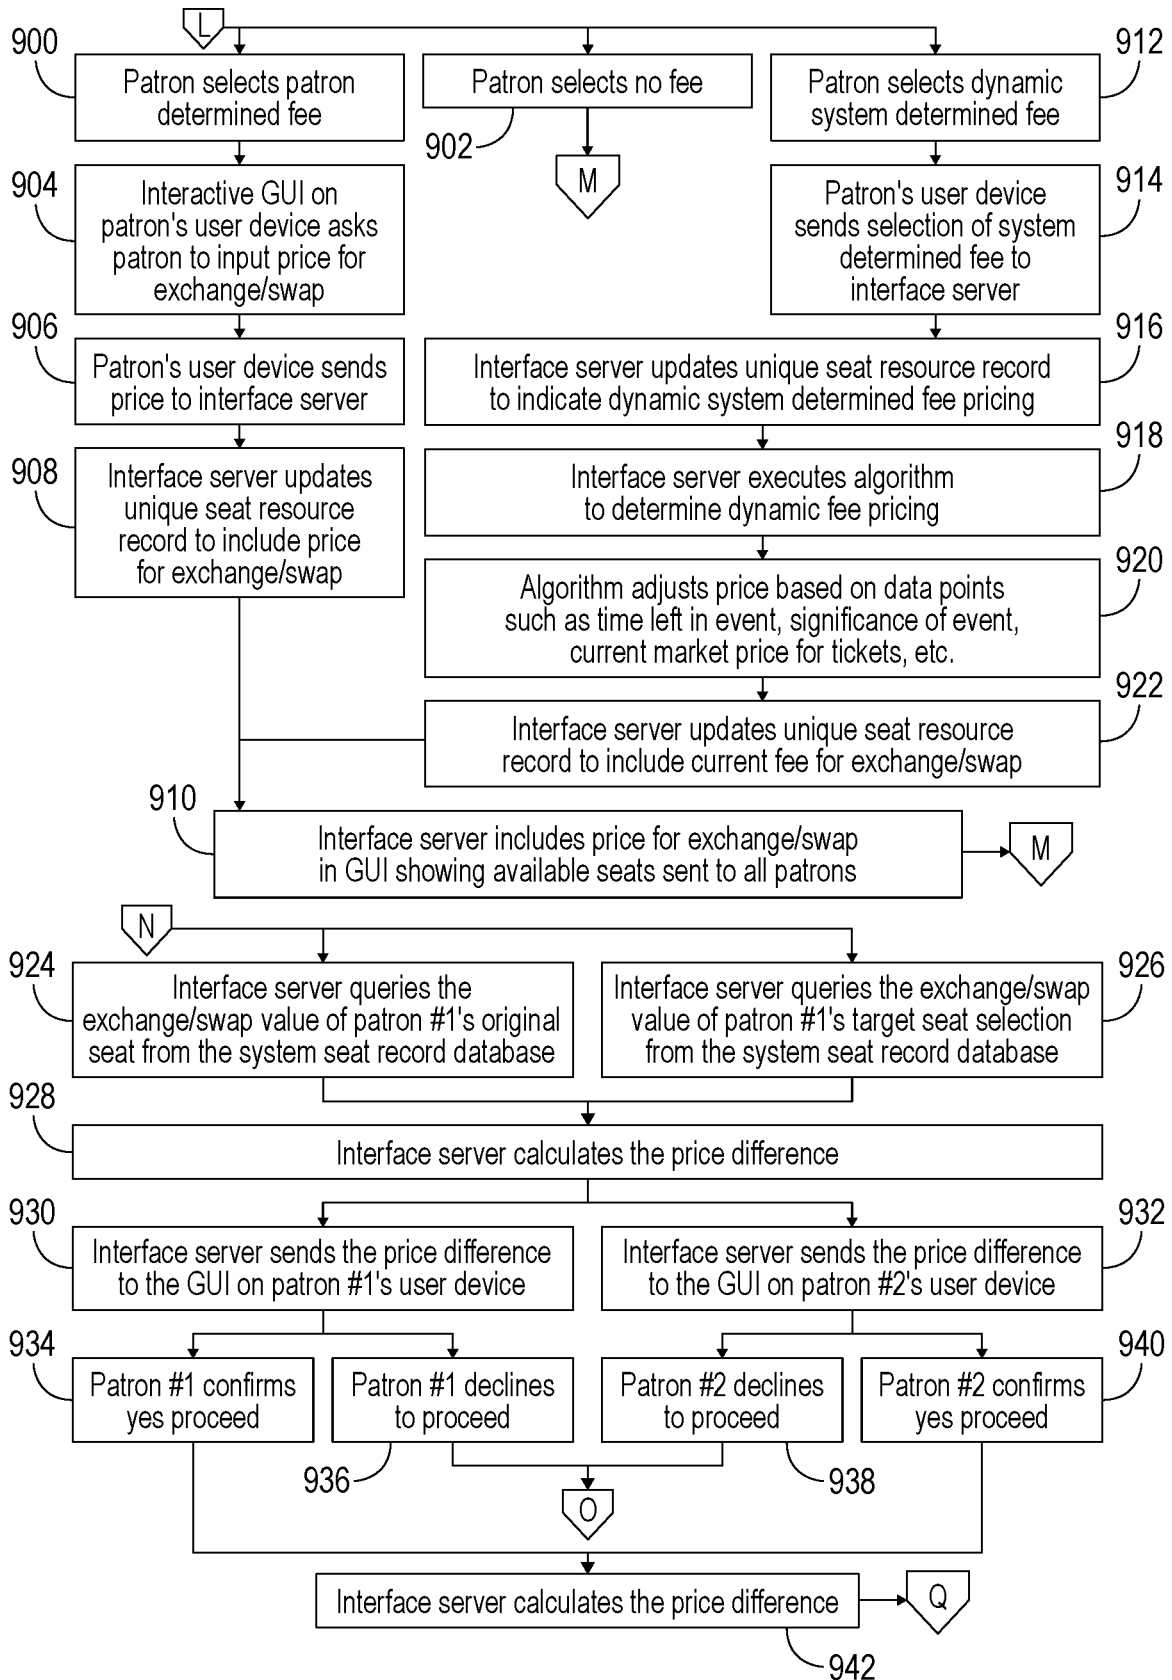 L
900
Patron selects patron
determined fee
Patron selects no fee
902
M
912
Patron selects dynamic
system determined fee
904
Interactive GUI on
patron's user device asks
patron to input price for
exchange/swap
914
Patron's user device
sends selection of system
determined fee to
interface server
906
Patron's user device sends
price to interface server
916
Interface server updates unique seat resource record
to indicate dynamic system determined fee pricing
908
Interface server updates
unique seat resource
record to include price
for exchange/swap
918
Interface server executes algorithm
to determine dynamic fee pricing
920
Algorithm adjusts price based on data points
such as time left in event, significance of event,
current market price for tickets, etc.
922
Interface server updates unique seat resource
record to include current fee for exchange/swap
910
Interface server includes price for exchange/swap
in GUI showing available seats sent to all patrons
M
N
924
Interface server queries the
exchange/swap value of patron #1's original
seat from the system seat record database
926
Interface server queries the exchange/swap
value of patron #1's target seat selection
from the system seat record database
928
Interface server calculates the price difference
930
Interface server sends the price difference
to the GUI on patron #1's user device
932
Interface server sends the price difference
to the GUI on patron #2's user device
934
Patron #1 confirms
yes proceed
Patron #1 declines
to proceed
936
Patron #2 declines
to proceed
938
940
Patron #2 confirms
yes proceed
O
Interface server calculates the price difference
942
Q